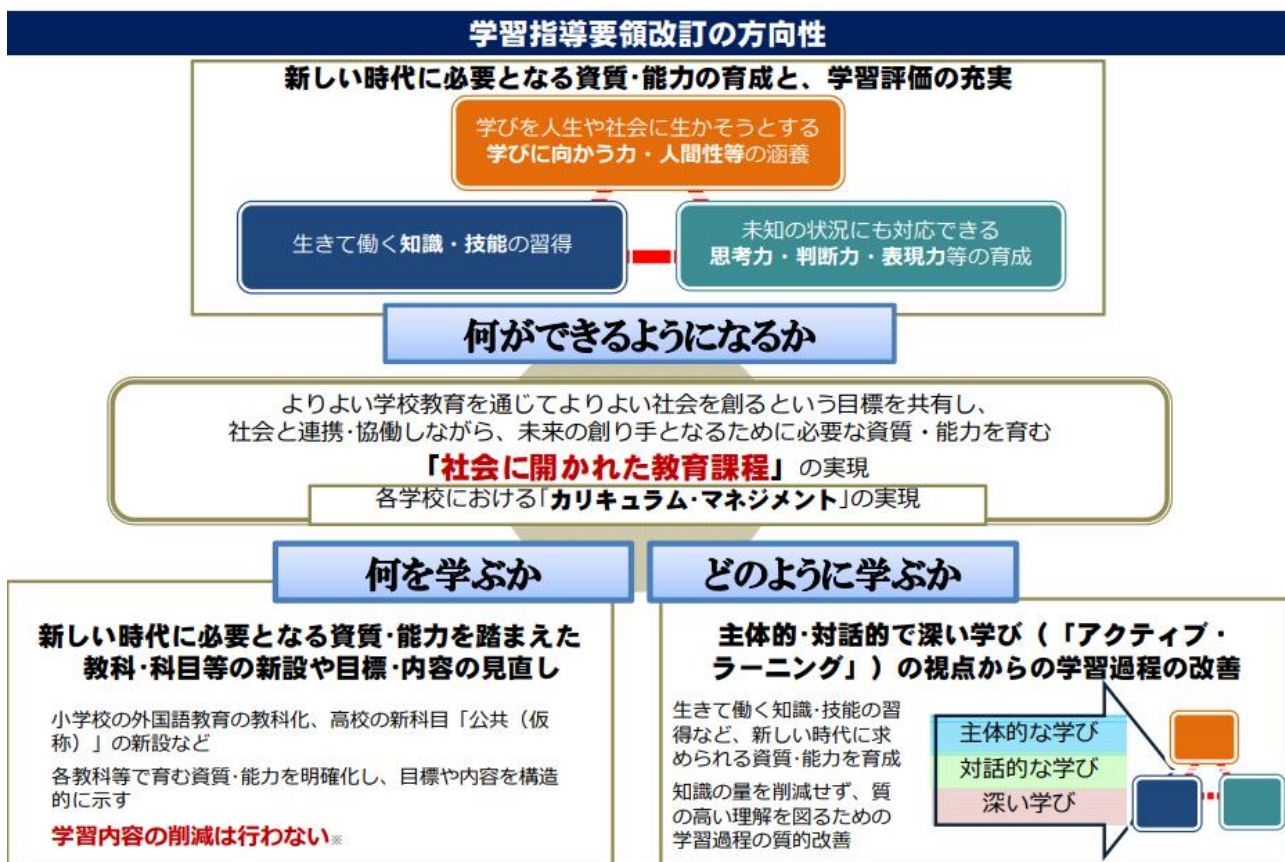 学習指導要領改訂の方向性
新しい時代に必要となる資質･能力の育成と、学習評価の充実
学びを人生や社会に生かそうとする
学びに向かう力・人間性等の涵養
生きて働く知識・技能の習得
未知の状況にも対応できる
思考力・判断力・表現力等の育成
何ができるようになるか
よりよい学校教育を通じてよりよい社会を創るという目標を共有し、
社会と連携･協働しながら、未来の創り手となるために必要な資質・能力を育む
「社会に開かれた教育課程」の実現
各学校における「カリキュラム･マネジメント」の実現
何を学ぶか
新しい時代に必要となる資質･能力を踏まえた
教科･科目等の新設や目標･内容の見直し
小学校の外国語教育の教科化、高校の新科目「公共（仮
称）」の新設など
各教科等で育む資質･能力を明確化し、目標や内容を構造
的に示す
学習内容の削減は行わない※
どのように学ぶか
主体的･対話的で深い学び（「アクティブ・
ラーニング」）の視点からの学習過程の改善
生きて働く知識･技能の習
得など、新しい時代に求
められる資質･能力を育成
知識の量を削減せず、質
の高い理解を図るための
学習過程の質的改善
主体的な学び
対話的な学び
深い学び